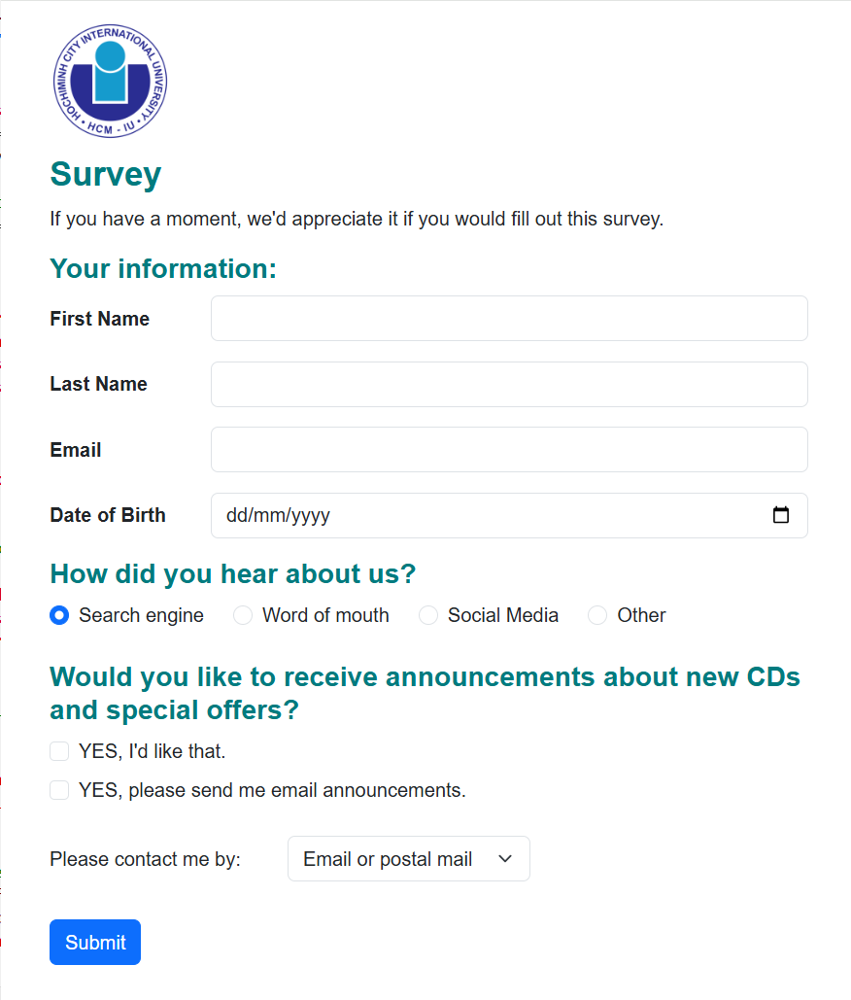 HOCHIMINH CITY INTERNATIONAL UNIVERSITY
• HCM - IU •
Survey
If you have a moment, we'd appreciate it if you would fill out this survey.
Your information:
First Name
Last Name
Email
Date of Birth dd/mm/yyyy
How did you hear about us?
Search engine Word of mouth Social Media Other
Would you like to receive announcements about new CDs
and special offers?
YES, I'd like that.
YES, please send me email announcements.
Please contact me by: Email or postal mail
Submit